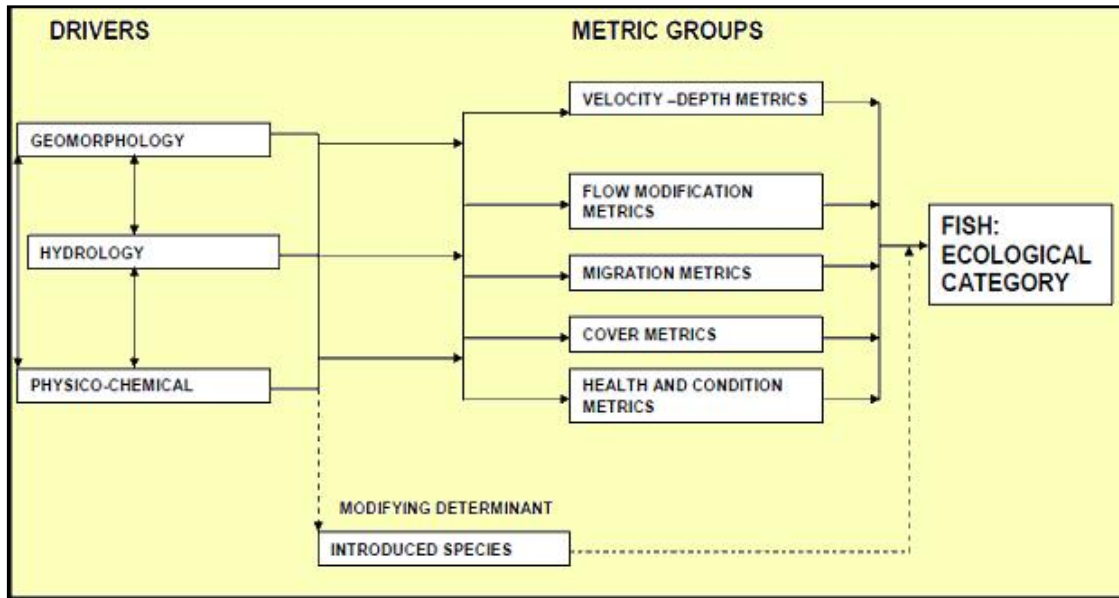 DRIVERS
METRIC GROUPS
VELOCITY –DEPTH METRICS
GEOMORPHOLOGY
FLOW MODIFICATION
METRICS
HYDROLOGY
MIGRATION METRICS
FISH:
ECOLOGICAL
CATEGORY
COVER METRICS
PHYSICO-CHEMICAL
HEALTH AND CONDITION
METRICS
MODIFYING DETERMINANT
INTRODUCED SPECIES